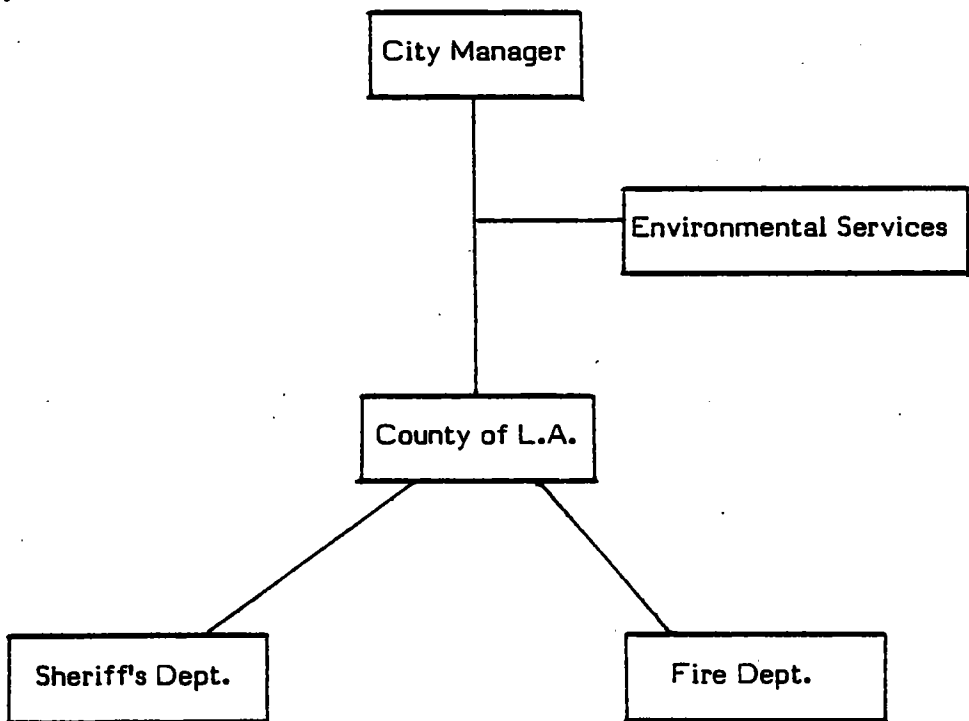 City Manager
Environmental Services
County of L.A.
Sheriff's Dept.
Fire Dept.